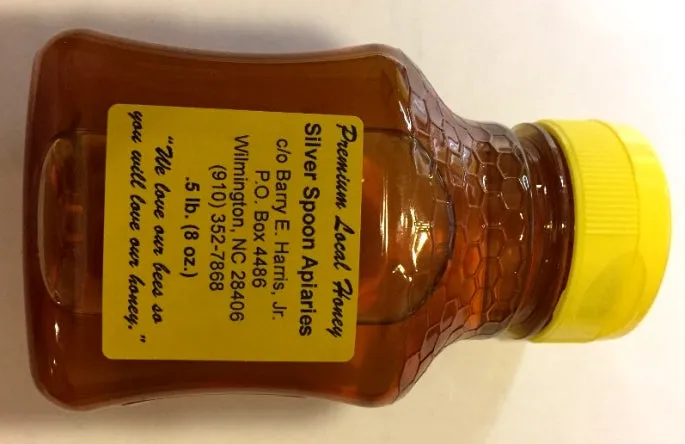 Premium Local Honey
Silver Spoon Apiaries
c/o Barry E. Harris, Jr.
P.O. Box 4486
Wilmington, NC 28406
(910) 352-7868
.5 lb. (8 oz.)
"We love our bees so
you will love our honey."